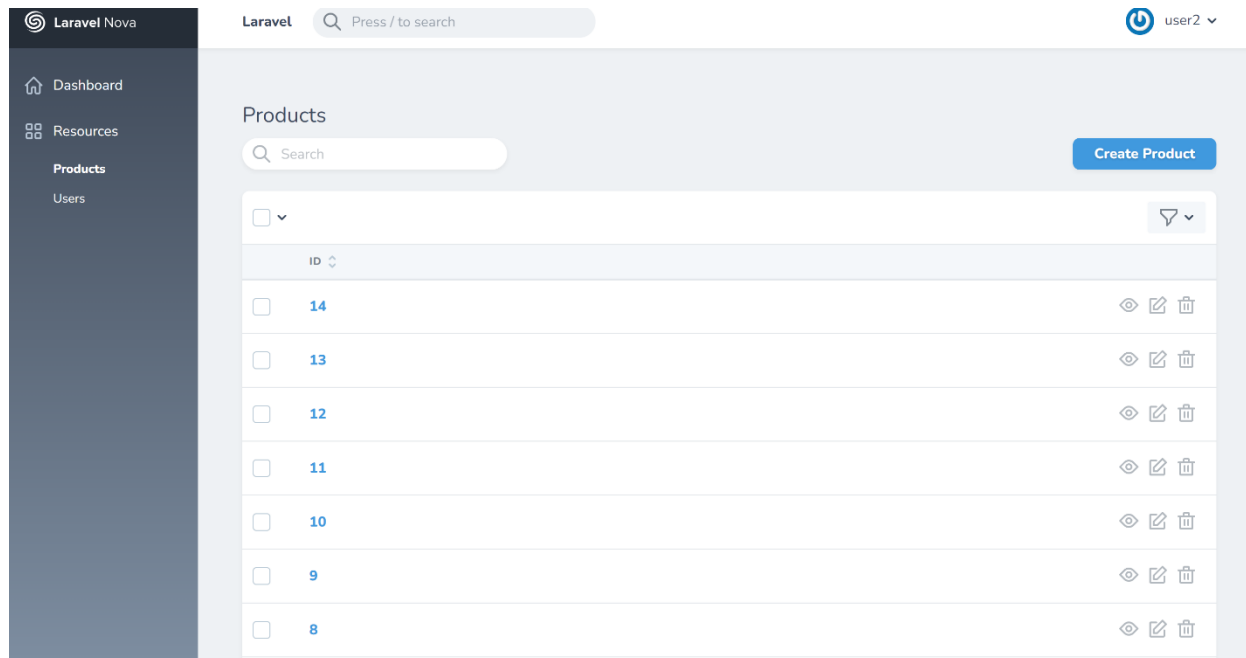 Laravel Nova
Laravel
Press / to search
user2
Dashboard
Resources
Products
Users
Products
Search
Create Product
ID
14
13
12
11
10
9
8